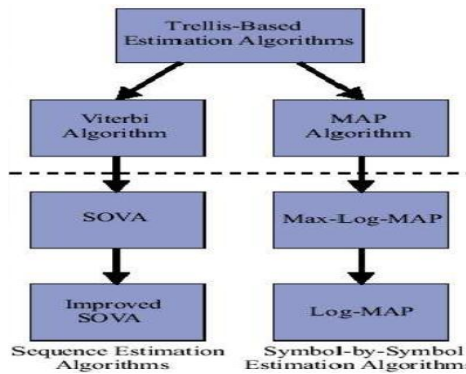 Trellis-Based
Estimation Algorithms
Viterbi
Algorithm
MAP
Algorithm
SOVA
Max-Log-MAP
Improved
SOVA
Log-MAP
Sequence Estimation
Algorithms
Symbol-by-Symbol
Estimation Algorithm